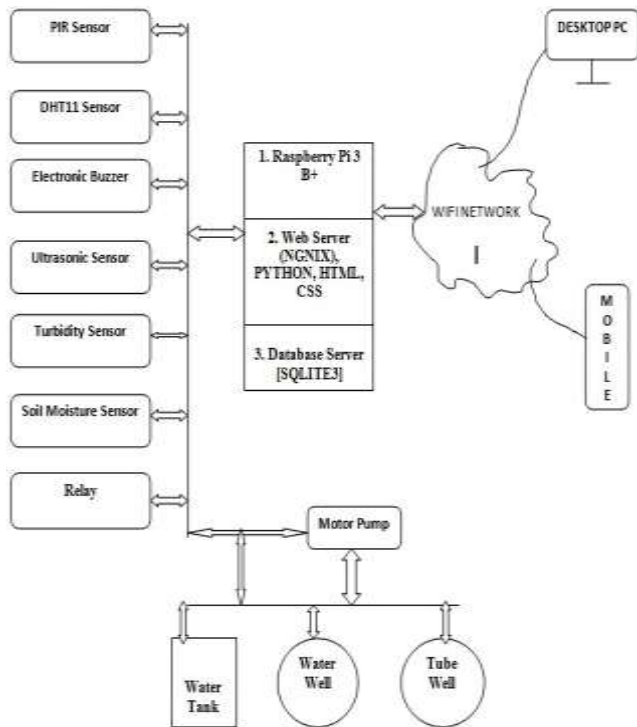 PIR Sensor
DHT11 Sensor
Electronic Buzzer
Ultrasonic Sensor
Turbidity Sensor
Soil Moisture Sensor
Relay
1. Raspberry Pi 3
B+
2. Web Server
(NGNIX),
PYTHON, HTML,
CSS
3. Database Server
[SQLITE3]
DESKTOP PC
WIFI NETWORK
M
O
B
I
L
E
Motor Pump
Water
Tank
Water
Well
Tube
Well